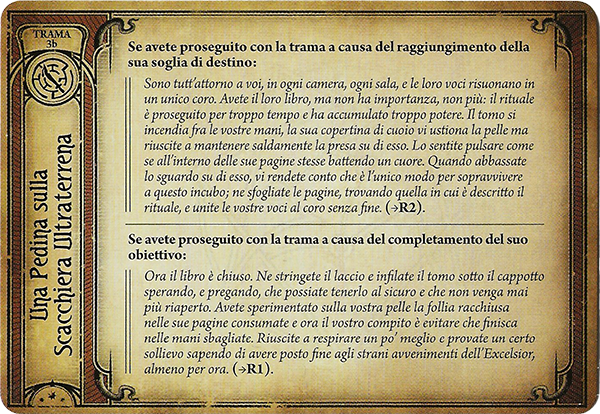 TRAMA
3b
Una Pedina sulla
Scacchiera Ultraterrena
Se avete proseguito con la trama a causa del raggiungimento della
sua soglia di destino:
Sono tutt'attorno a voi, in ogni camera, ogni sala, e le loro voci risuonano in
un unico coro. Avete il loro libro, ma non ha importanza, non più: il rituale
è proseguito per troppo tempo e ha accumulato troppo potere. Il tomo si
incendia fra le vostre mani, la sua copertina di cuoio vi ustiona la pelle ma
riuscite a mantenere saldamente la presa su di esso. Lo sentite pulsare come
se all'interno delle sue pagine stesse battendo un cuore. Quando abbassate
lo sguardo su di esso, vi rendete conto che è l'unico modo per sopravvivere
a questo incubo; ne sfogliate le pagine, trovando quella in cui è descritto il
rituale, e unite le vostre voci al coro senza fine. (→R2).
Se avete proseguito con la trama a causa del completamento del suo
obiettivo:
Ora il libro è chiuso. Ne stringete il laccio e infilate il tomo sotto il cappotto
sperando, e pregando, che possiate tenerlo al sicuro e che non venga mai
più riaperto. Avete sperimentato sulla vostra pelle la follia racchiusa
nelle sue pagine consumate e ora il vostro compito è evitare che finisca
nelle mani sbagliate. Riuscite a respirare un po' meglio e provate un certo
sollievo sapendo di avere posto fine agli strani avvenimenti dell'Excelsior,
almeno per ora. (→R1).